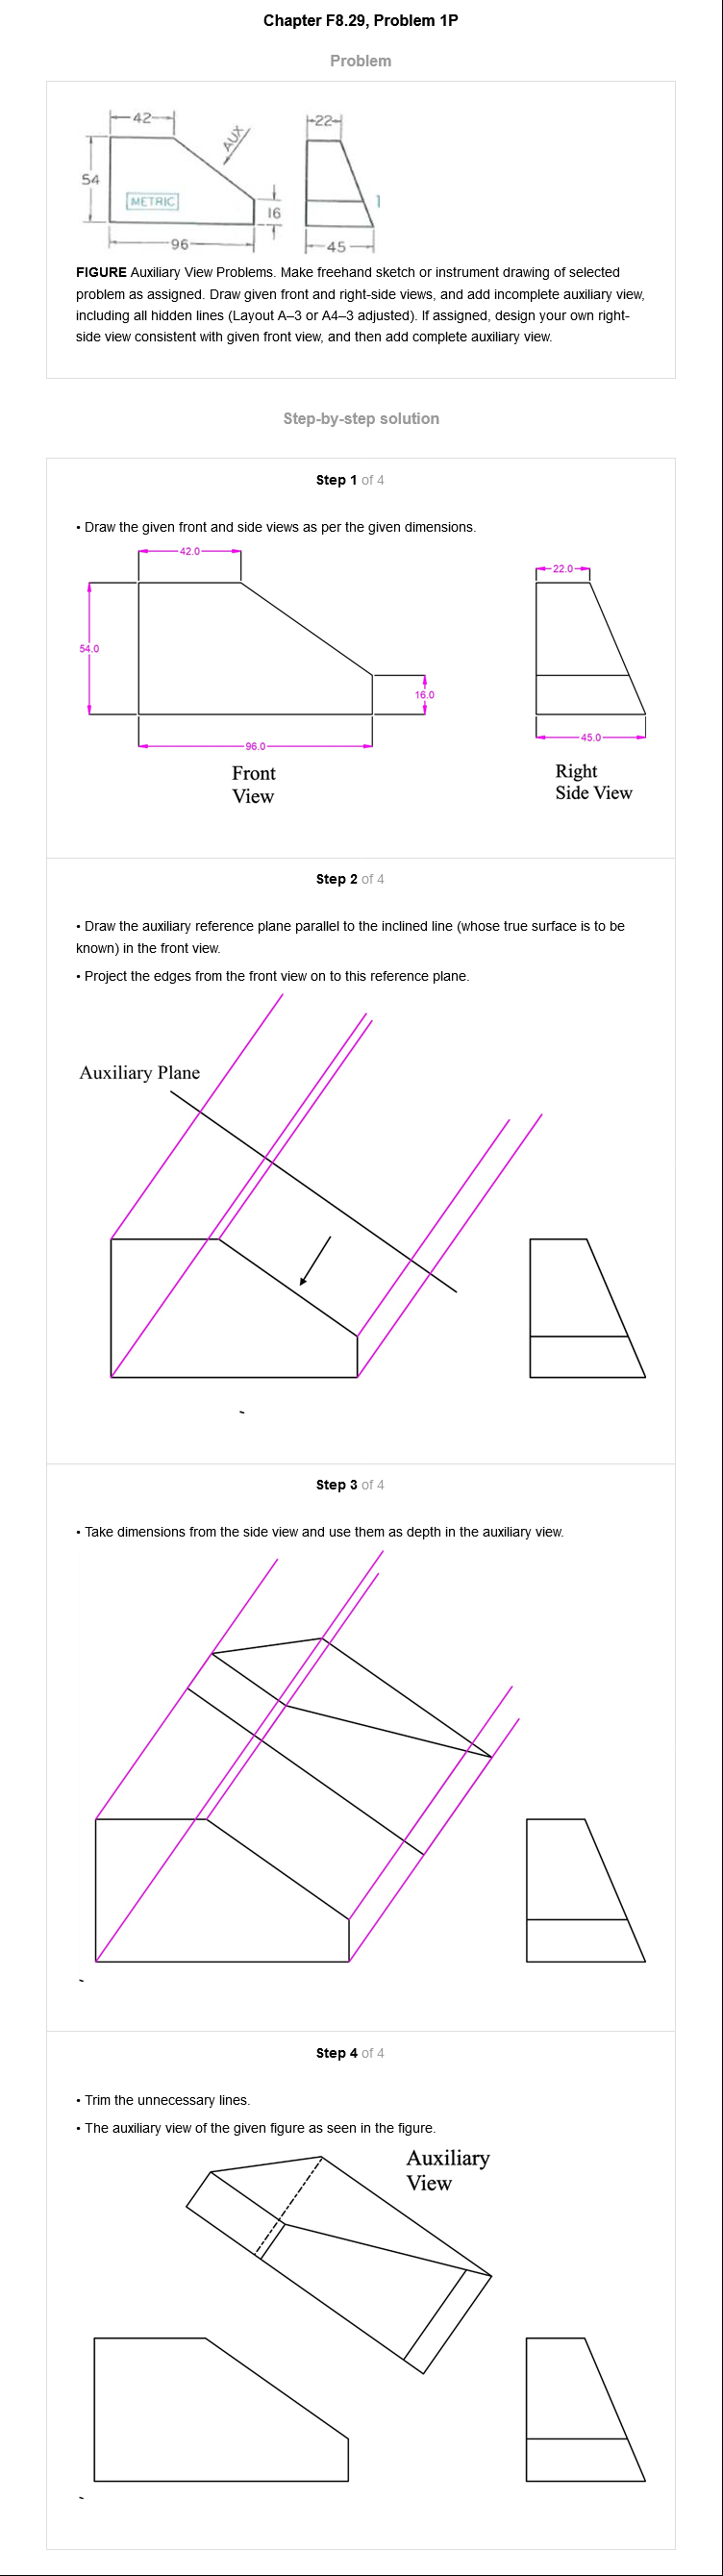 Chapter F8.29, Problem 1P
Problem
42
22
AUX
54
METRIC
16
1
96
45
FIGURE Auxiliary View Problems. Make freehand sketch or instrument drawing of selected
problem as assigned. Draw given front and right-side views, and add incomplete auxiliary view,
including all hidden lines (Layout A–3 or A4–3 adjusted). If assigned, design your own right-
side view consistent with given front view, and then add complete auxiliary view.
Step-by-step solution
Step 1 of 4
• Draw the given front and side views as per the given dimensions.
42.0
22.0
54.0
16.0
45.0
96.0
Front
View
Right
Side View
Step 2 of 4
• Draw the auxiliary reference plane parallel to the inclined line (whose true surface is to be
known) in the front view.
• Project the edges from the front view on to this reference plane.
Auxiliary Plane
Step 3 of 4
• Take dimensions from the side view and use them as depth in the auxiliary view.
Step 4 of 4
• Trim the unnecessary lines.
• The auxiliary view of the given figure as seen in the figure.
Auxiliary
View